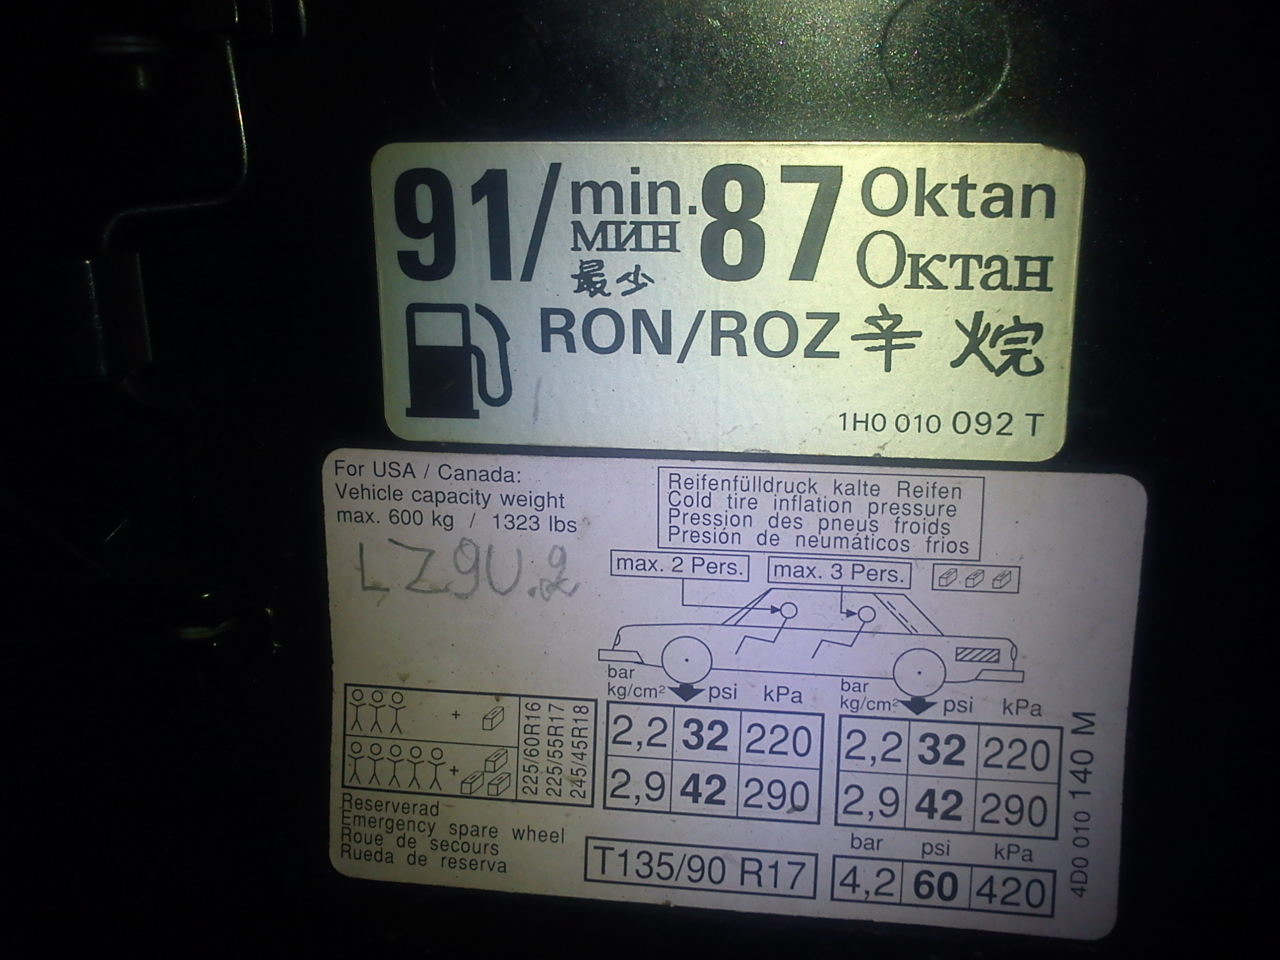 91/ min. 87 Oktan
мин Октан
最少
RON/ROZ 辛烷
1H0 010 092 T
For USA / Canada:
Vehicle capacity weight
max. 600 kg / 1323 lbs
LZ9U.2
Reifenfülldruck kalte Reifen
Cold tire inflation pressure
Pression des pneus froids
Presión de neumáticos frios
max. 2 Pers. max. 3 Pers.
bar kg/cm² psi kPa bar kg/cm² psi kPa
+ 225/60R16 225/55R17 245/45R18
2,2 32 220 2,2 32 220
+ 2,9 42 290 2,9 42 290
Reserverad
Emergency spare wheel
Roue de secours
Rueda de reserva
bar psi kPa
T135/90 R17 4,2 60 420
4D0 010 140 M